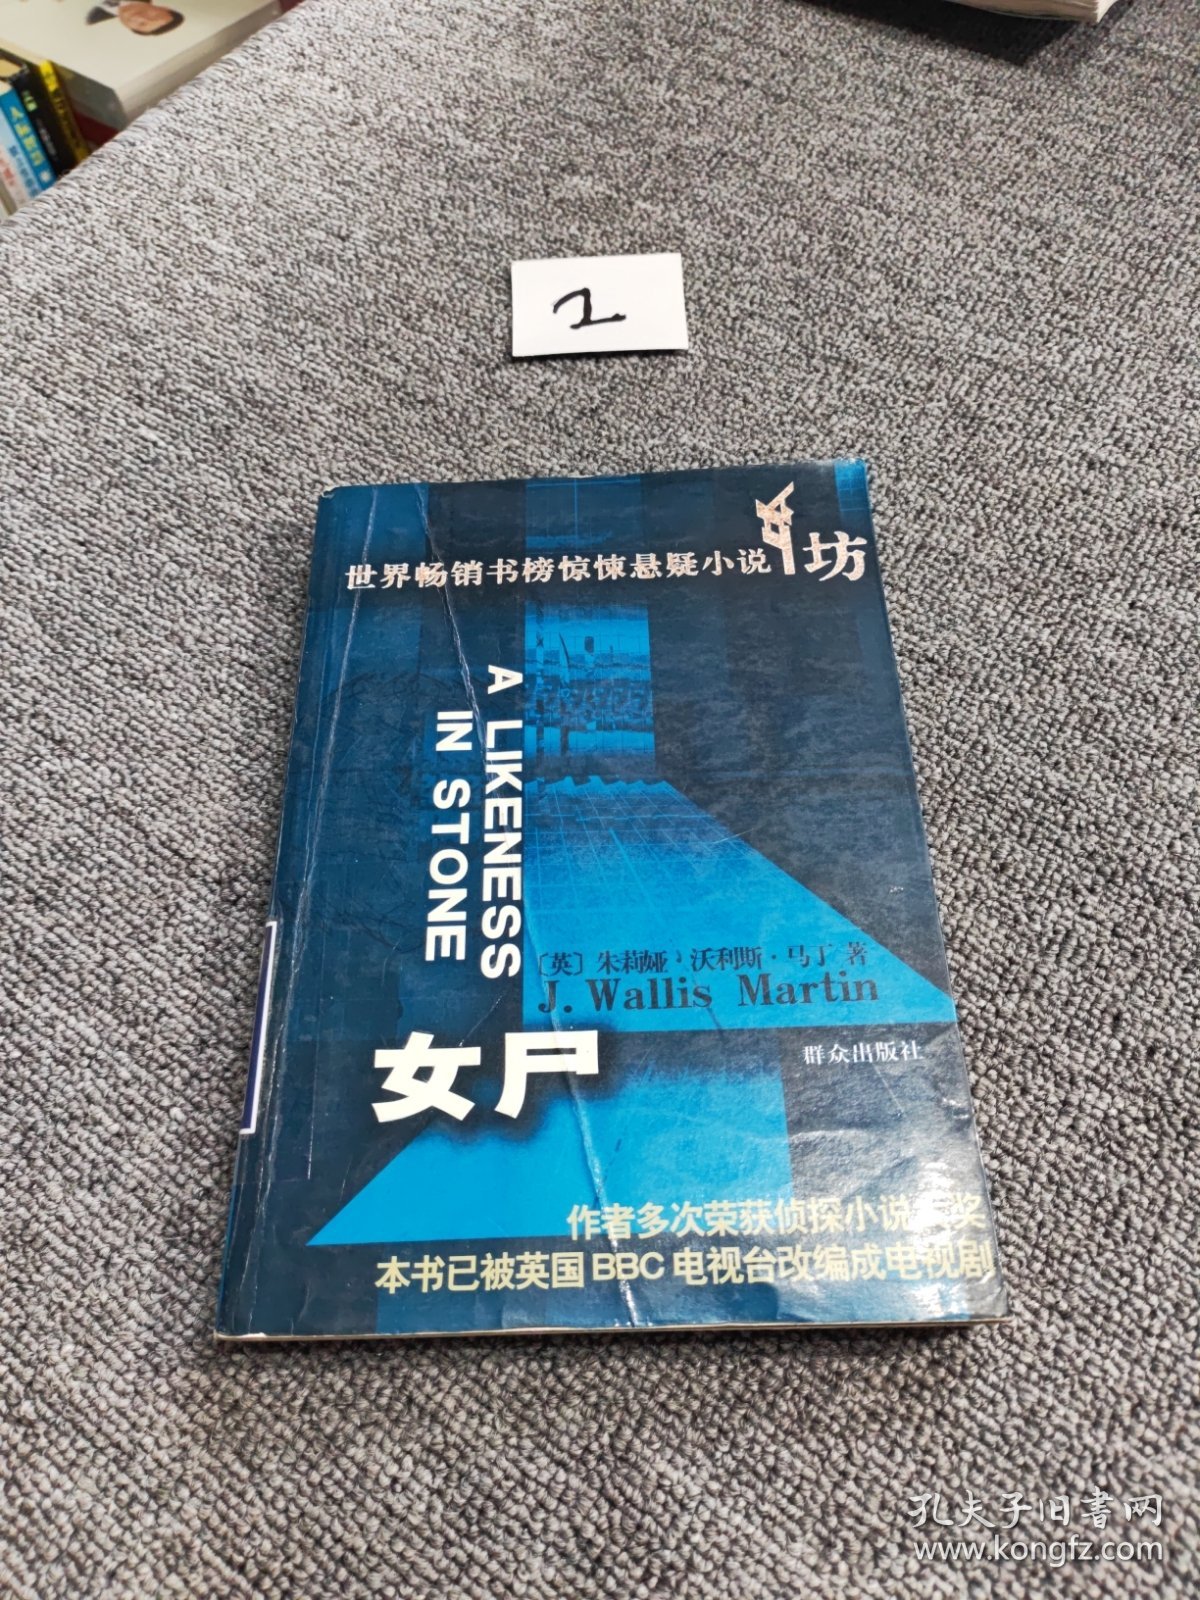 2
世界畅销书榜惊悚悬疑小说 坊
A LIKENESS
IN STONE
〔英〕朱莉娅·沃利斯·马丁 著
J. Wallis Martin
女尸
群众出版社
作者多次荣获侦探小说 奖
本书已被英国BBC电视台改编成电视剧
孔夫子旧书网
www.kongfz.com